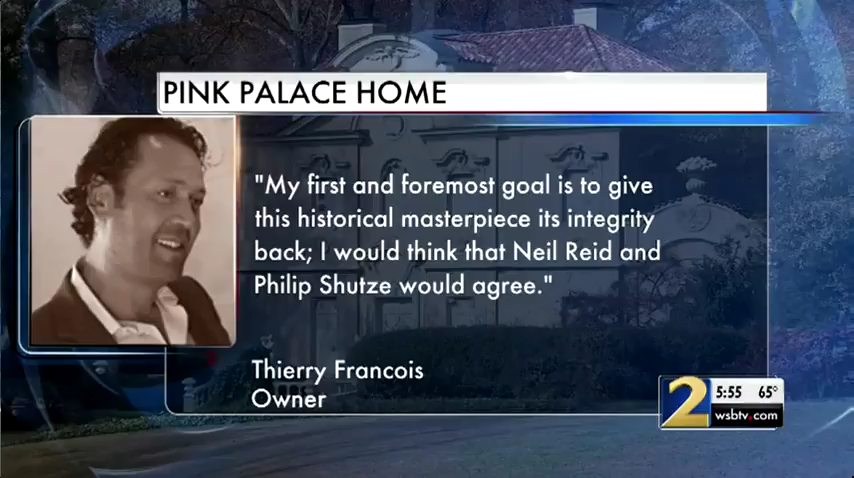 PINK PALACE HOME
"My first and foremost goal is to give
this historical masterpiece its integrity
back; I would think that Neil Reid and
Philip Shutze would agree."
Thierry Francois
Owner
2
5:55 65°
wsbtv.com